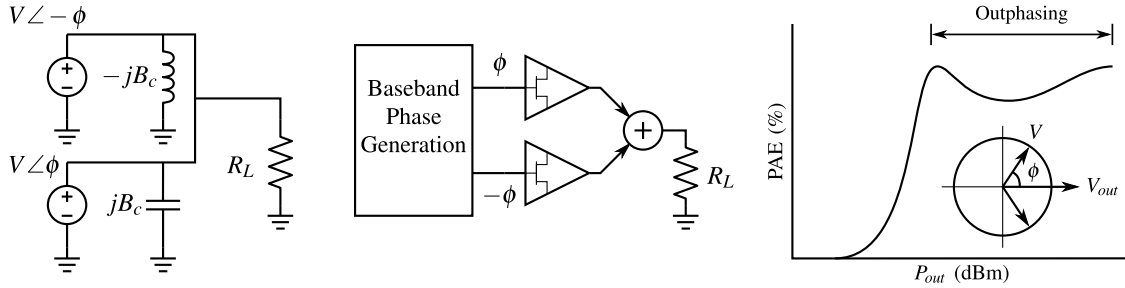 V∠−ϕ
−jB_c
V∠ϕ
jB_c
R_L
Baseband
Phase
Generation
ϕ
−ϕ
+
R_L
Outphasing
PAE (%)
V
ϕ
V_out
P_out (dBm)